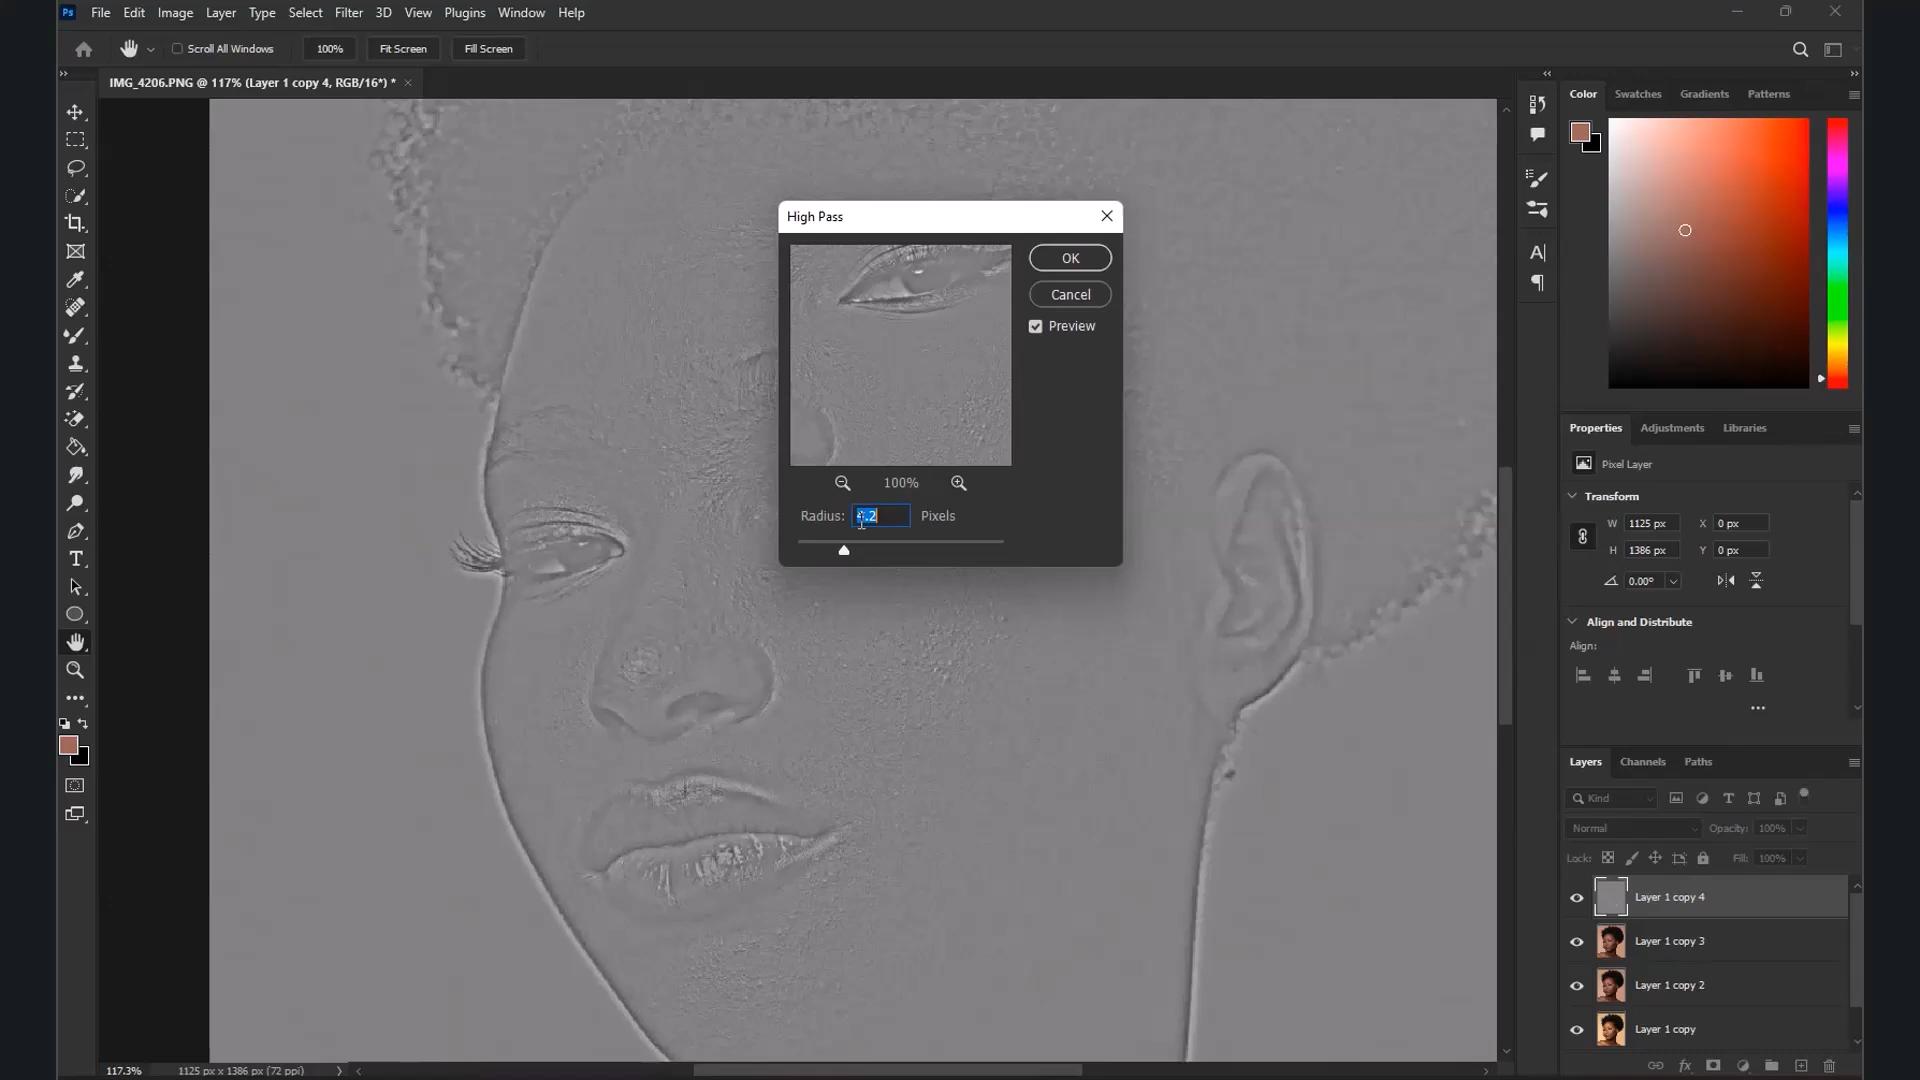 Ps File Edit Image Layer Type Select Filter 3D View Plugins Window Help
Scroll All Windows 100% Fit Screen Fill Screen
IMG_4206.PNG @ 117% (Layer 1 copy 4, RGB/16*) * ×
Color Swatches Gradients Patterns
High Pass
OK
Cancel
Preview
100%
Radius: 4.2 Pixels
Properties Adjustments Libraries
Pixel Layer
Transform
W 1125 px X 0 px
H 1386 px Y 0 px
0.00°
Align and Distribute
Align:
Layers Channels Paths
Kind
Normal Opacity: 100%
Lock: Fill: 100%
Layer 1 copy 4
Layer 1 copy 3
Layer 1 copy 2
Layer 1 copy
fx
117.3% 1125 px x 1386 px (72 ppi)